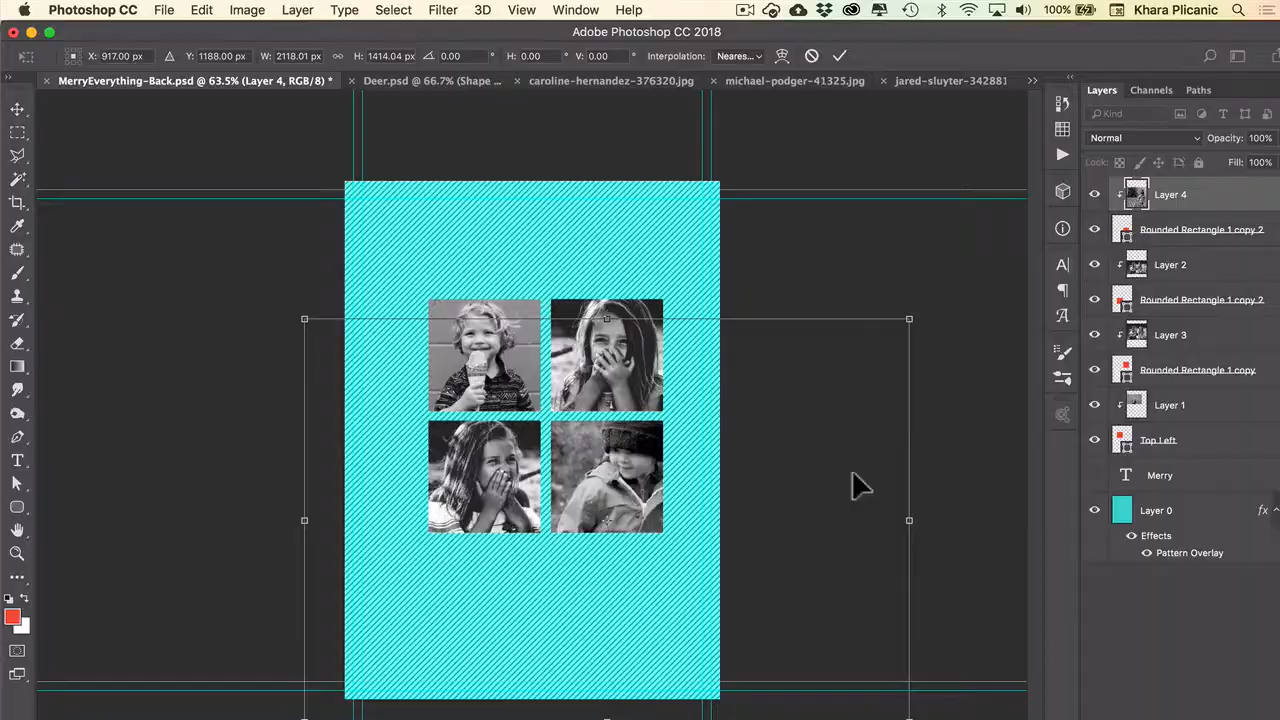 Photoshop CC File Edit Image Layer Type Select Filter 3D View Window Help 100% Khara Plicanic
Adobe Photoshop CC 2018
X: 917.00 px Y: 1188.00 px W: 2118.01 px H: 1414.04 px 0.00 ° H: 0.00 ° V: 0.00 ° Interpolation: Neares...
× MerryEverything-Back.psd @ 63.5% (Layer 4, RGB/8) * × Deer.psd @ 66.7% (Shape ... × caroline-hernandez-376320.jpg × michael-podger-41325.jpg × jared-sluyter-342881 >>
Layers Channels Paths
Kind
Normal Opacity: 100%
Lock: Fill: 100%
Layer 4
Rounded Rectangle 1 copy 2
Layer 2
Rounded Rectangle 1 copy 2
Layer 3
Rounded Rectangle 1 copy
Layer 1
Top Left
T Merry
Layer 0 fx
Effects
Pattern Overlay